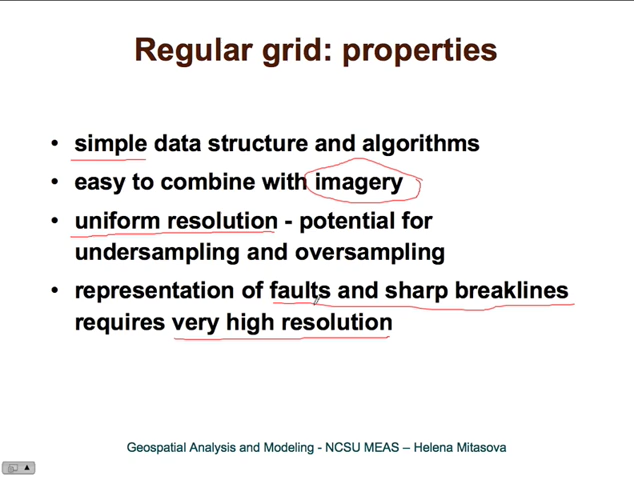 Regular grid: properties
• simple data structure and algorithms
• easy to combine with imagery
• uniform resolution - potential for
undersampling and oversampling
• representation of faults and sharp breaklines
requires very high resolution
Geospatial Analysis and Modeling - NCSU MEAS – Helena Mitasova